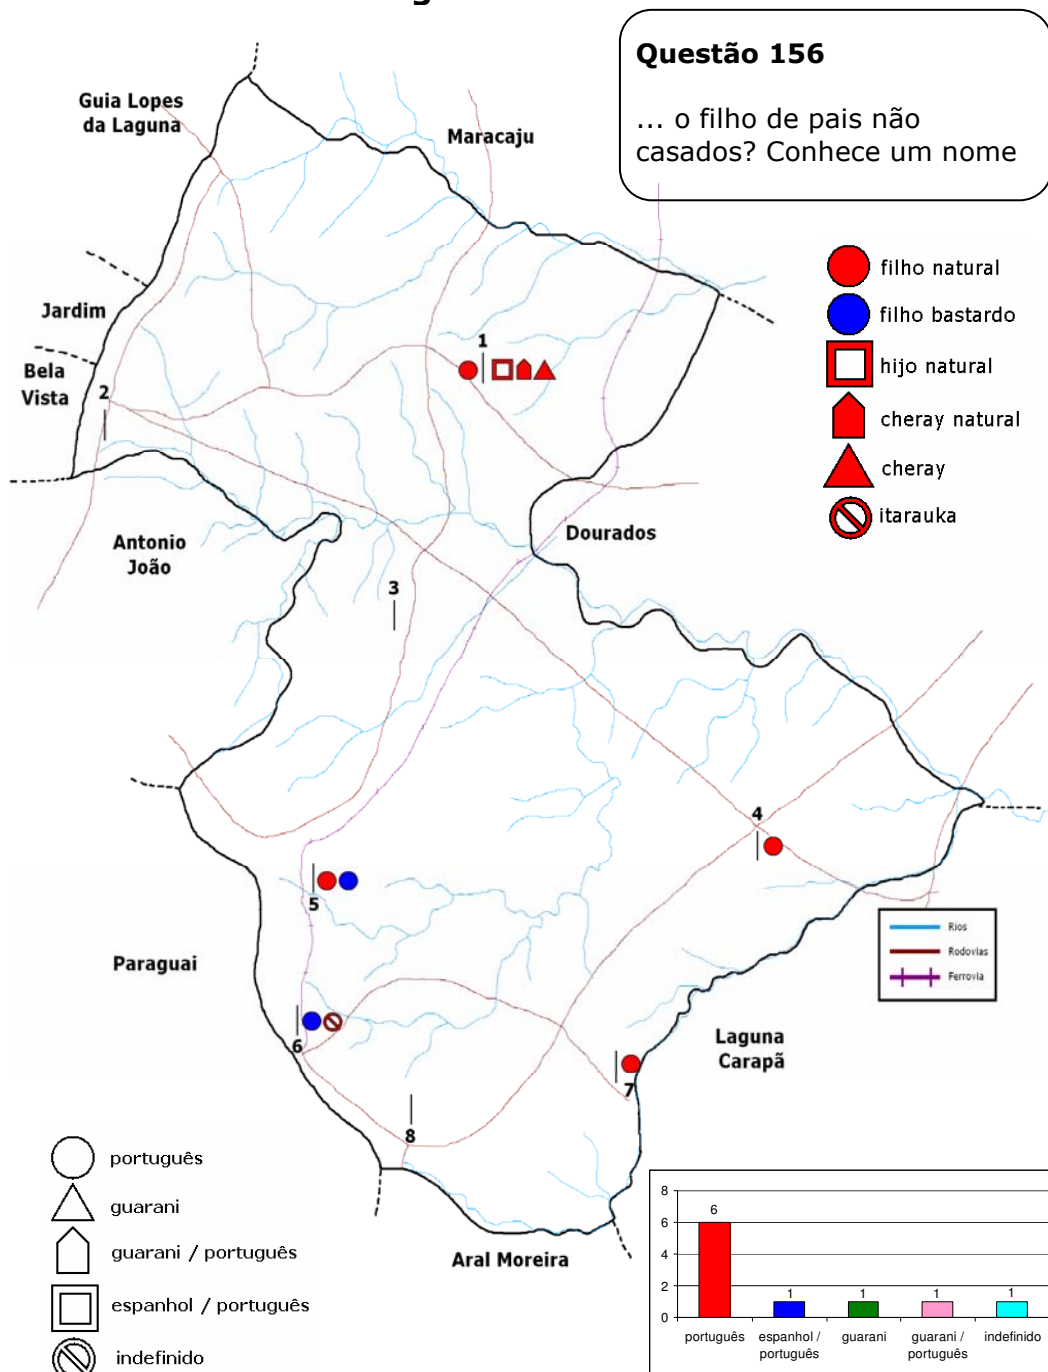 Questão 156
... o filho de pais não
casados? Conhece um nome
Guia Lopes
da Laguna
Maracaju
filho natural
filho bastardo
hijo natural
cheray natural
cheray
itarauka
Jardim
Bela
Vista
1
2
Antonio
João
Dourados
3
4
5
Paraguai
Rios
Rodovias
Ferrovia
6
Laguna
Carapã
7
8
Aral Moreira
português
guarani
guarani / português
espanhol / português
indefinido
8
6
4
2
0
6
1
1
1
1
português
espanhol /
português
guarani
guarani /
português
indefinido